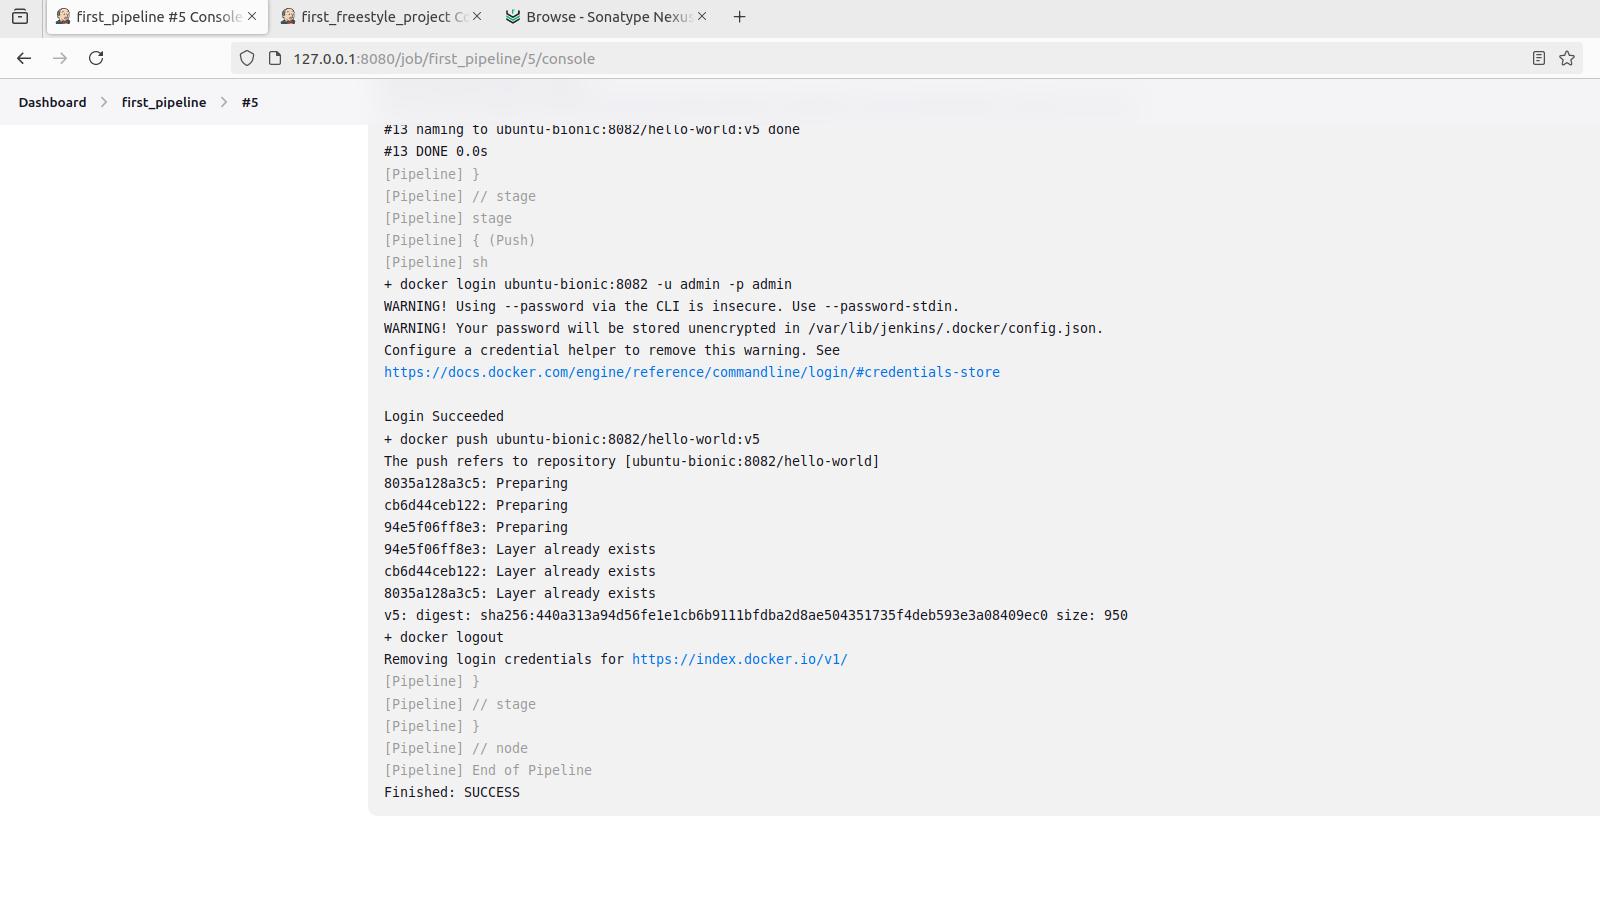 first_pipeline #5 Console
first_freestyle_project Co
Browse - Sonatype Nexus
127.0.0.1:8080/job/first_pipeline/5/console
Dashboard > first_pipeline > #5
#13 naming to ubuntu-bionic:8082/hello-world:v5 done
#13 DONE 0.0s
[Pipeline] }
[Pipeline] // stage
[Pipeline] stage
[Pipeline] { (Push)
[Pipeline] sh
+ docker login ubuntu-bionic:8082 -u admin -p admin
WARNING! Using --password via the CLI is insecure. Use --password-stdin.
WARNING! Your password will be stored unencrypted in /var/lib/jenkins/.docker/config.json.
Configure a credential helper to remove this warning. See
https://docs.docker.com/engine/reference/commandline/login/#credentials-store
Login Succeeded
+ docker push ubuntu-bionic:8082/hello-world:v5
The push refers to repository [ubuntu-bionic:8082/hello-world]
8035a128a3c5: Preparing
cb6d44ceb122: Preparing
94e5f06ff8e3: Preparing
94e5f06ff8e3: Layer already exists
cb6d44ceb122: Layer already exists
8035a128a3c5: Layer already exists
v5: digest: sha256:440a313a94d56fe1e1cb6b9111bfdba2d8ae504351735f4deb593e3a08409ec0 size: 950
+ docker logout
Removing login credentials for https://index.docker.io/v1/
[Pipeline] }
[Pipeline] // stage
[Pipeline] }
[Pipeline] // node
[Pipeline] End of Pipeline
Finished: SUCCESS